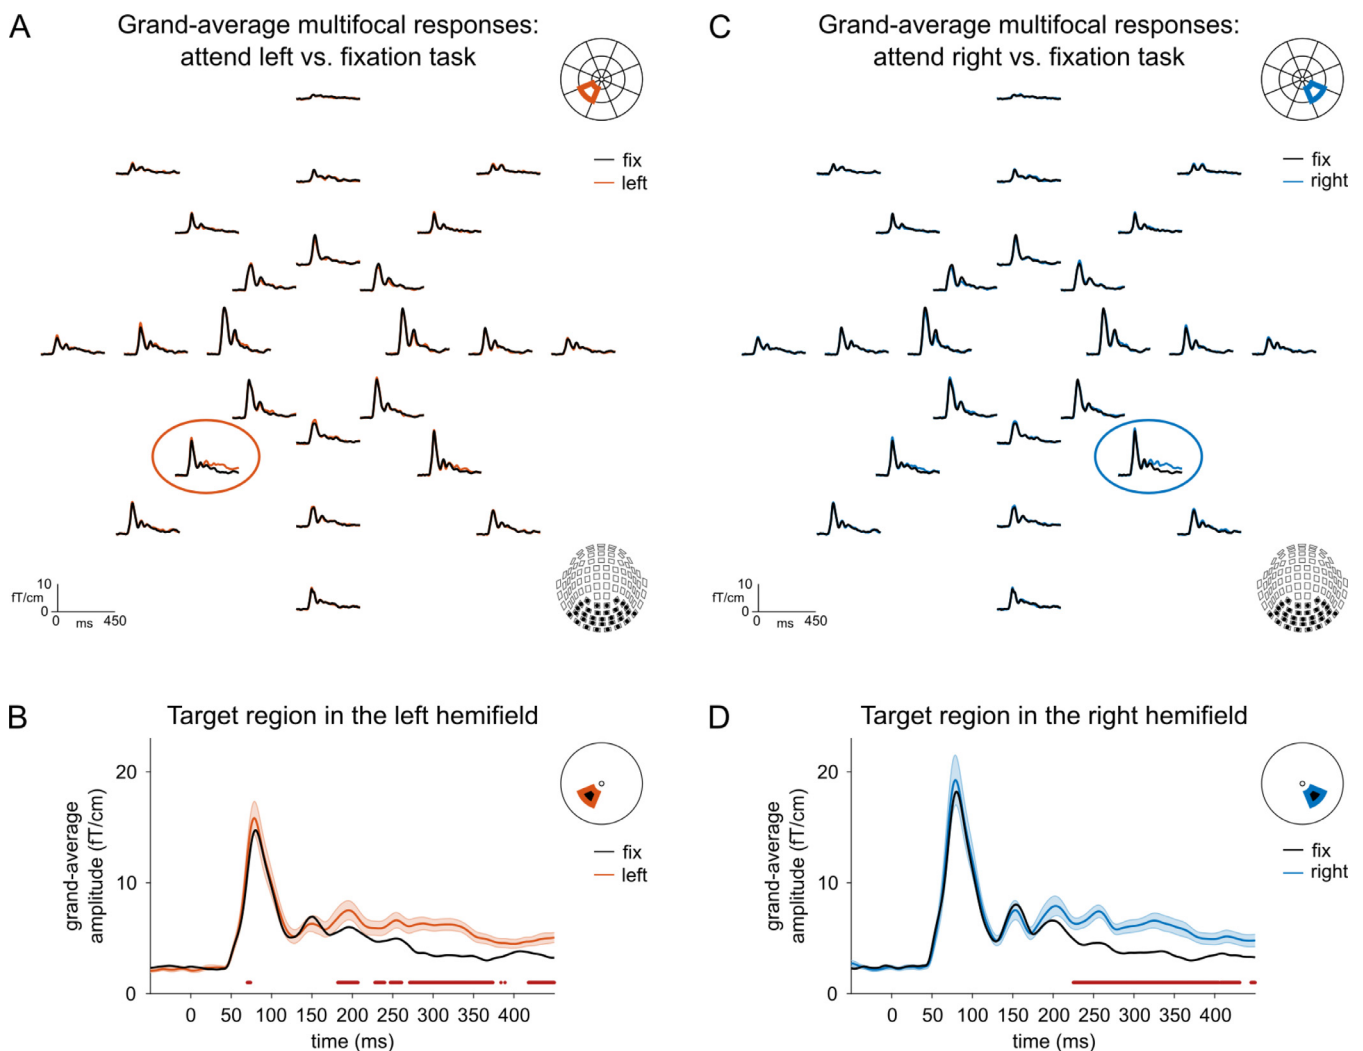 A
Grand-average multifocal responses:
attend left vs. fixation task
fix
left
10
fT/cm
0
0
ms
450
C
Grand-average multifocal responses:
attend right vs. fixation task
fix
right
10
fT/cm
0
0
ms
450
B
Target region in the left hemifield
grand-average
amplitude (fT/cm)
20
10
0
0 50 100 150 200 250 300 350 400
time (ms)
fix
left
D
Target region in the right hemifield
grand-average
amplitude (fT/cm)
20
10
0
0 50 100 150 200 250 300 350 400
time (ms)
fix
right